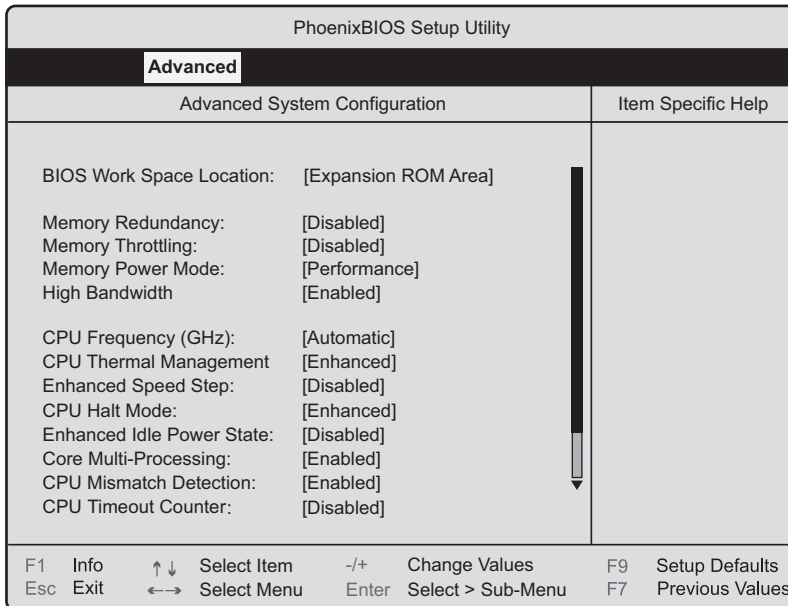 PhoenixBIOS Setup Utility
Advanced
Advanced System Configuration
Item Specific Help
BIOS Work Space Location: [Expansion ROM Area]
Memory Redundancy: [Disabled]
Memory Throttling: [Disabled]
Memory Power Mode: [Performance]
High Bandwidth [Enabled]
CPU Frequency (GHz): [Automatic]
CPU Thermal Management [Enhanced]
Enhanced Speed Step: [Disabled]
CPU Halt Mode: [Enhanced]
Enhanced Idle Power State: [Disabled]
Core Multi-Processing: [Enabled]
CPU Mismatch Detection: [Enabled]
CPU Timeout Counter: [Disabled]
F1 Info ↑↓ Select Item -/+ Change Values F9 Setup Defaults
Esc Exit ←→ Select Menu Enter Select > Sub-Menu F7 Previous Values